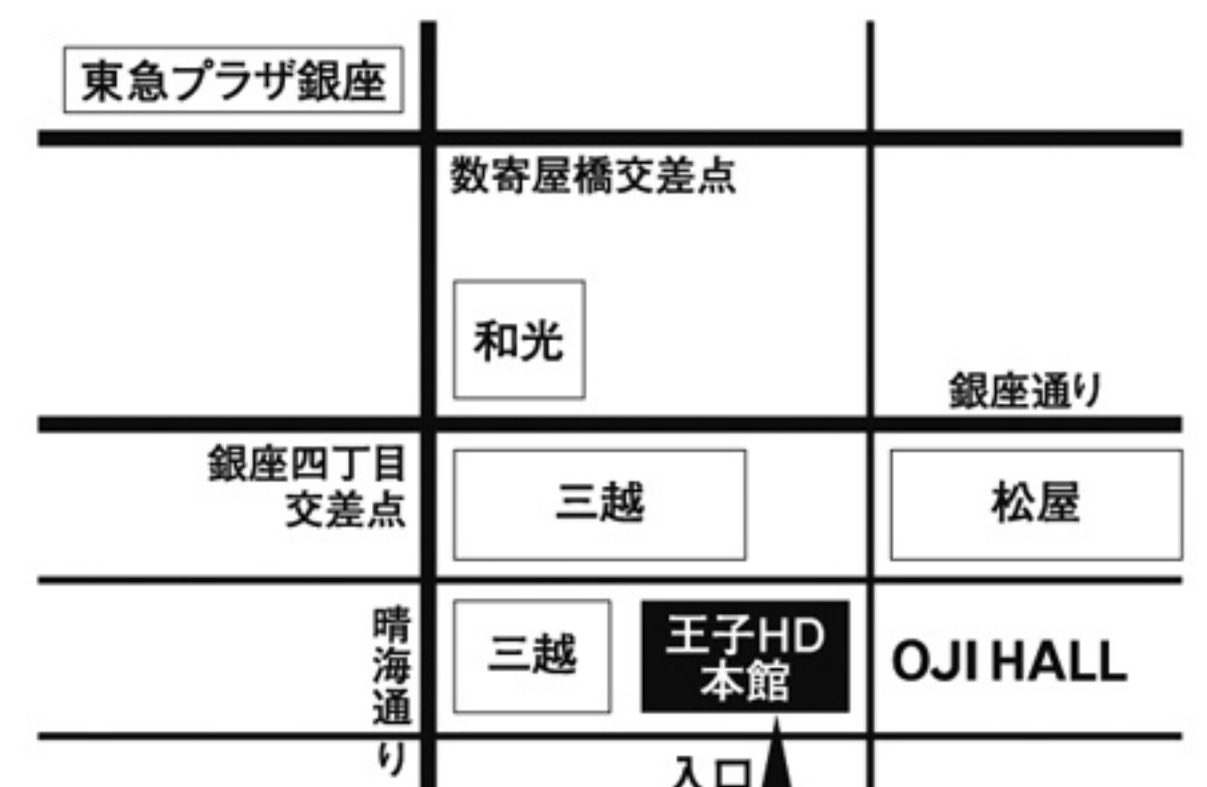 東急プラザ銀座
数寄屋橋交差点
和光
銀座通り
銀座四丁目
交差点
三越
松屋
晴海通り
三越
王子HD
本館
OJI HALL
入口